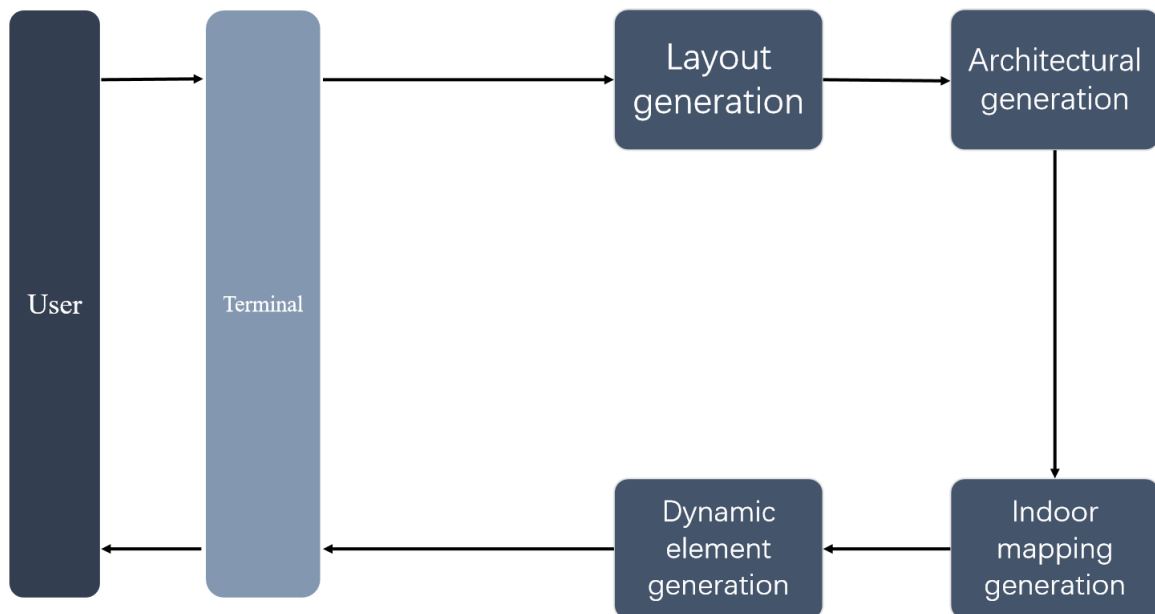 Layout
generation
Architectural
generation
User
Terminal
Dynamic
element
generation
Indoor
mapping
generation